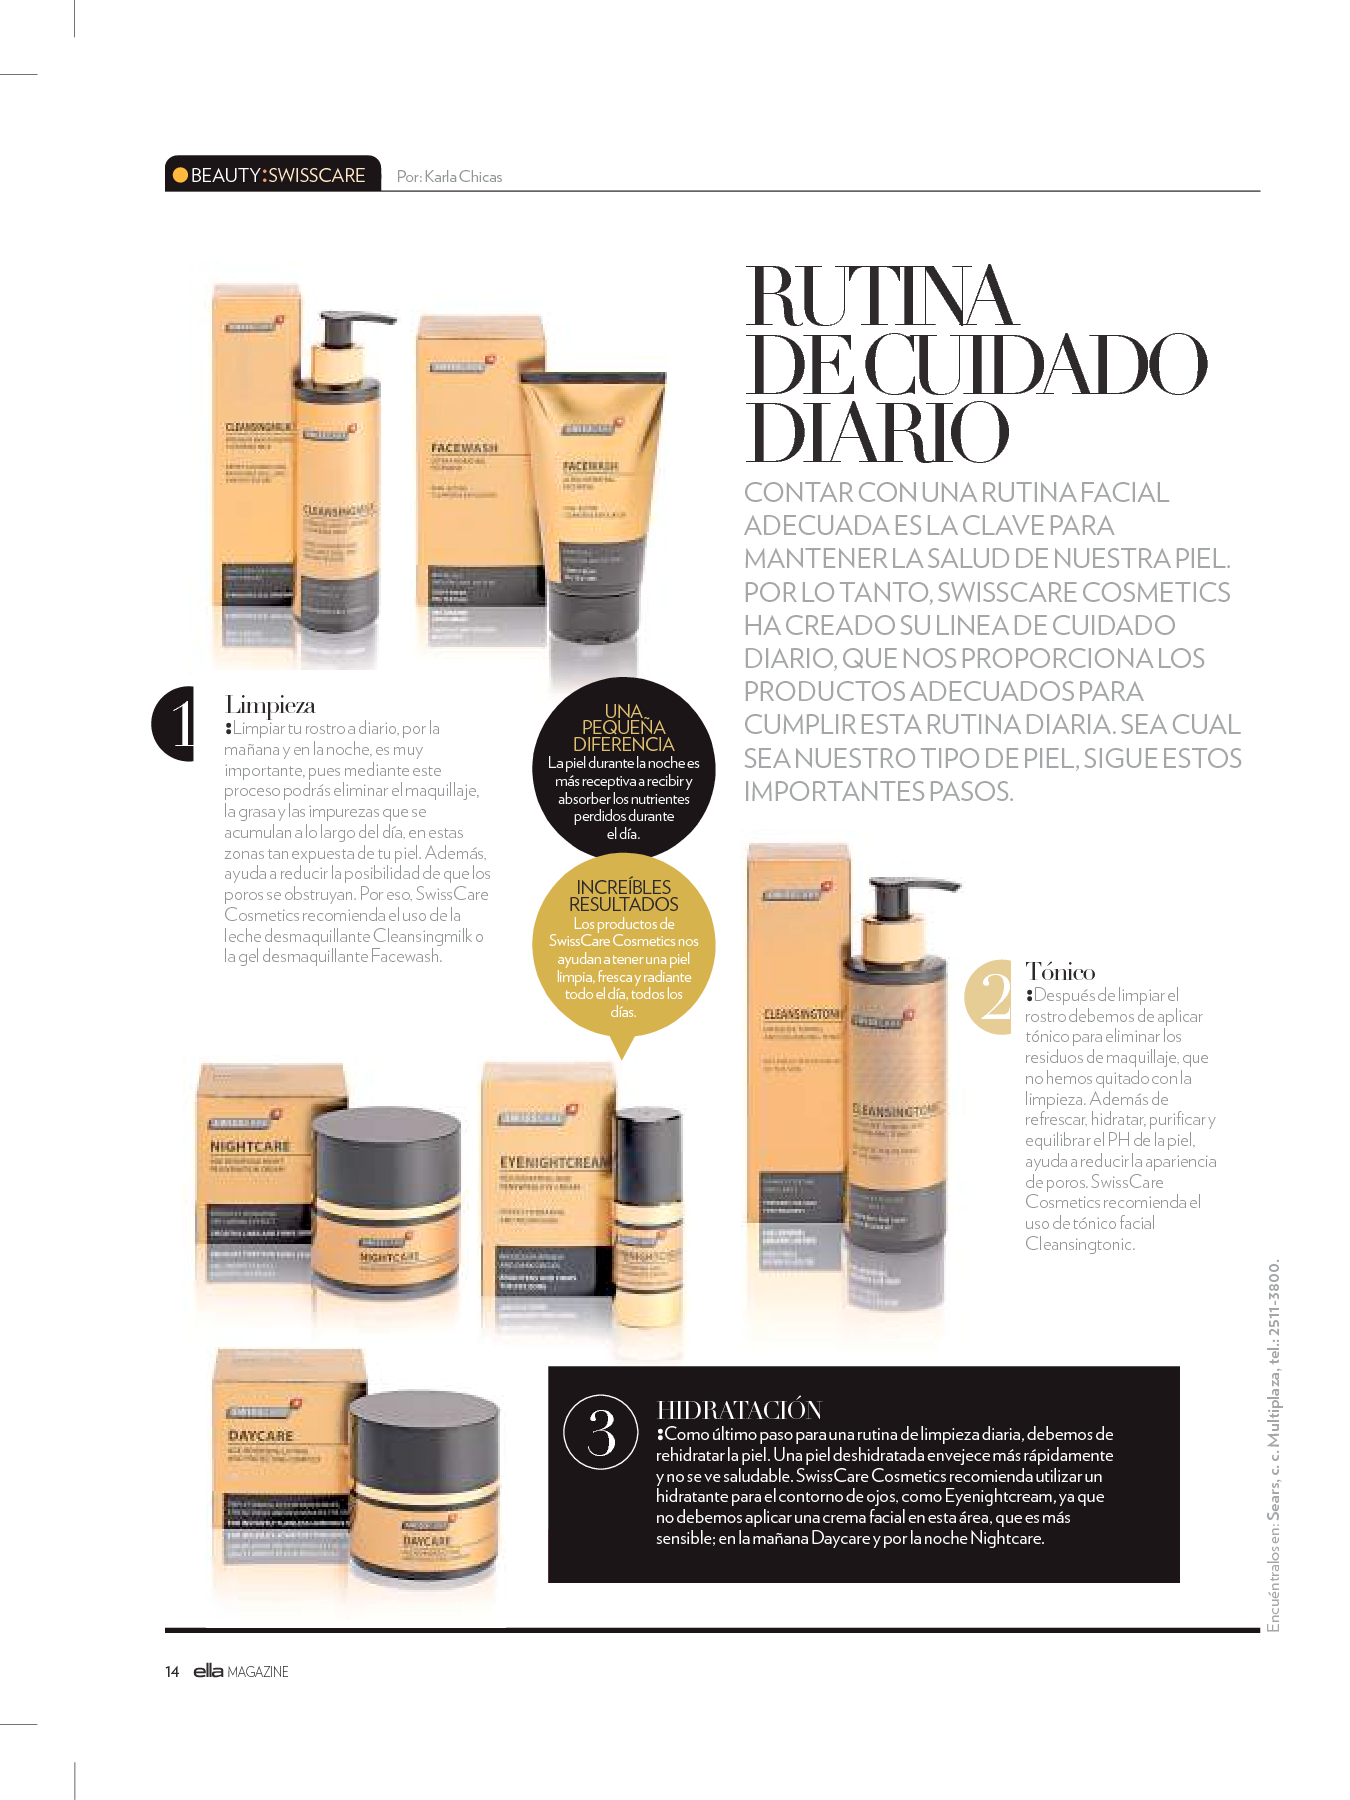 BEAUTY:SWISSCARE
Por: Karla Chicas
RUTINA
DE CUIDADO
DIARIO
CONTAR CON UNA RUTINA FACIAL
ADECUADA ES LA CLAVE PARA
MANTENER LA SALUD DE NUESTRA PIEL.
POR LO TANTO, SWISSCARE COSMETICS
HA CREADO SU LINEA DE CUIDADO
DIARIO, QUE NOS PROPORCIONA LOS
PRODUCTOS ADECUADOS PARA
CUMPLIR ESTA RUTINA DIARIA. SEA CUAL
SEA NUESTRO TIPO DE PIEL, SIGUE ESTOS
IMPORTANTES PASOS.
SWISSCARE
CLEANSINGMILK
SWISSCARE
CLEANSINGMILK
SWISSCARE
FACEWASH
SWISSCARE
FACEWASH
1
Limpieza
:Limpiar tu rostro a diario, por la
mañana y en la noche, es muy
importante, pues mediante este
proceso podrás eliminar el maquillaje,
la grasa y las impurezas que se
acumulan a lo largo del día, en estas
zonas tan expuesta de tu piel. Además,
ayuda a reducir la posibilidad de que los
poros se obstruyan. Por eso, SwissCare
Cosmetics recomienda el uso de la
leche desmaquillante Cleansingmilk o
la gel desmaquillante Facewash.
UNA
PEQUEÑA
DIFERENCIA
La piel durante la noche es
más receptiva a recibir y
absorber los nutrientes
perdidos durante
el día.
INCREÍBLES
RESULTADOS
Los productos de
SwissCare Cosmetics nos
ayudan a tener una piel
limpia, fresca y radiante
todo el día, todos los
días.
SWISSCARE
CLEANSINGTONIC
SWISSCARE
CLEANSINGTONIC
2
Tónico
:Después de limpiar el
rostro debemos de aplicar
tónico para eliminar los
residuos de maquillaje, que
no hemos quitado con la
limpieza. Además de
refrescar, hidratar, purificar y
equilibrar el PH de la piel,
ayuda a reducir la apariencia
de poros. SwissCare
Cosmetics recomienda el
uso de tónico facial
Cleansingtonic.
SWISSCARE
NIGHTCARE
SWISSCARE
NIGHTCARE
SWISSCARE
EYENIGHTCREAM
SWISSCARE
DAYCARE
DAYCARE
3
HIDRATACIÓN
:Como último paso para una rutina de limpieza diaria, debemos de
rehidratar la piel. Una piel deshidratada envejece más rápidamente
y no se ve saludable. SwissCare Cosmetics recomienda utilizar un
hidratante para el contorno de ojos, como Eyenightcream, ya que
no debemos aplicar una crema facial en esta área, que es más
sensible; en la mañana Daycare y por la noche Nightcare.
Encuéntralos en: Sears, c. c. Multiplaza, tel.: 2511-3800.
14 ella MAGAZINE